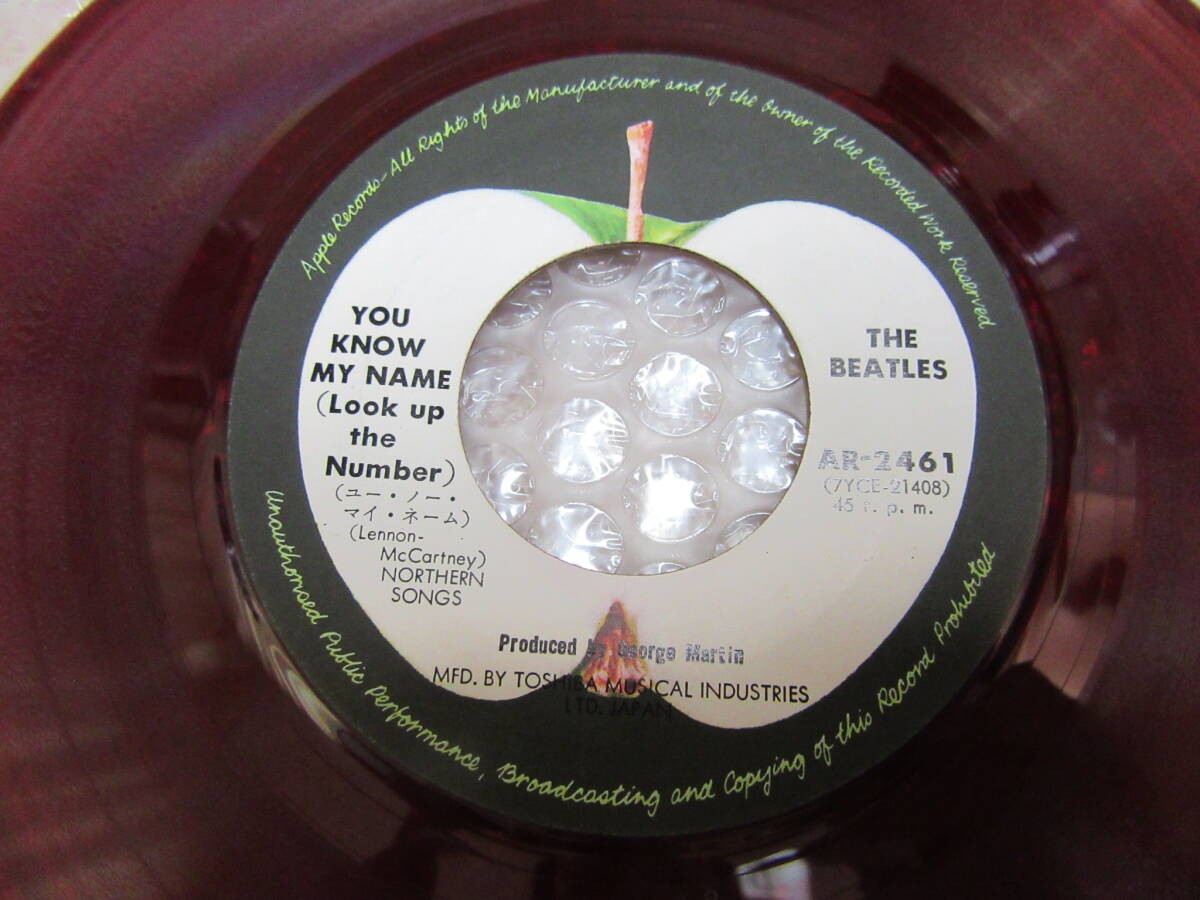 Apple Records-All Rights of the Manufacturer and of the Owner of the Recorded Work Reserved
YOU
KNOW
MY NAME
(Look up
the
Number)
(ユー・ノー・
マイ・ネーム)
(Lennon-
McCartney)
NORTHERN
SONGS
THE
BEATLES
AR-2461
(7YCE-21408)
45 r. p. m.
Produced by George Martin
MFD. BY TOSHIBA MUSICAL INDUSTRIES
LTD. JAPAN
Unauthorised Public Performance, Broadcasting and Copying of this Record Prohibited